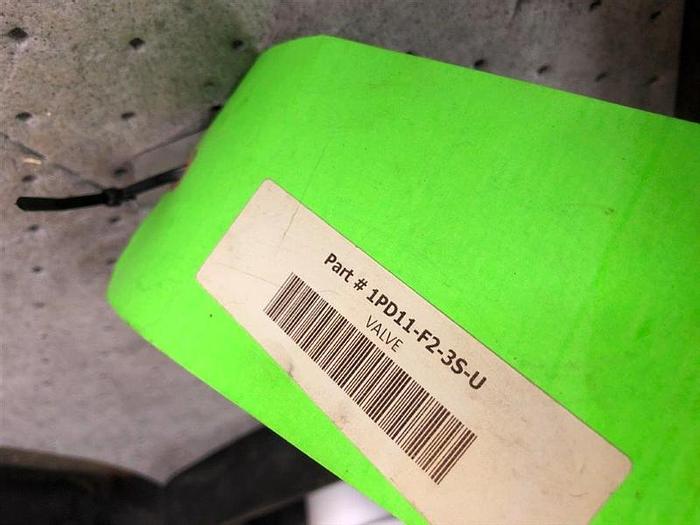 Part # 1PD11-F2-3S-U
VALVE